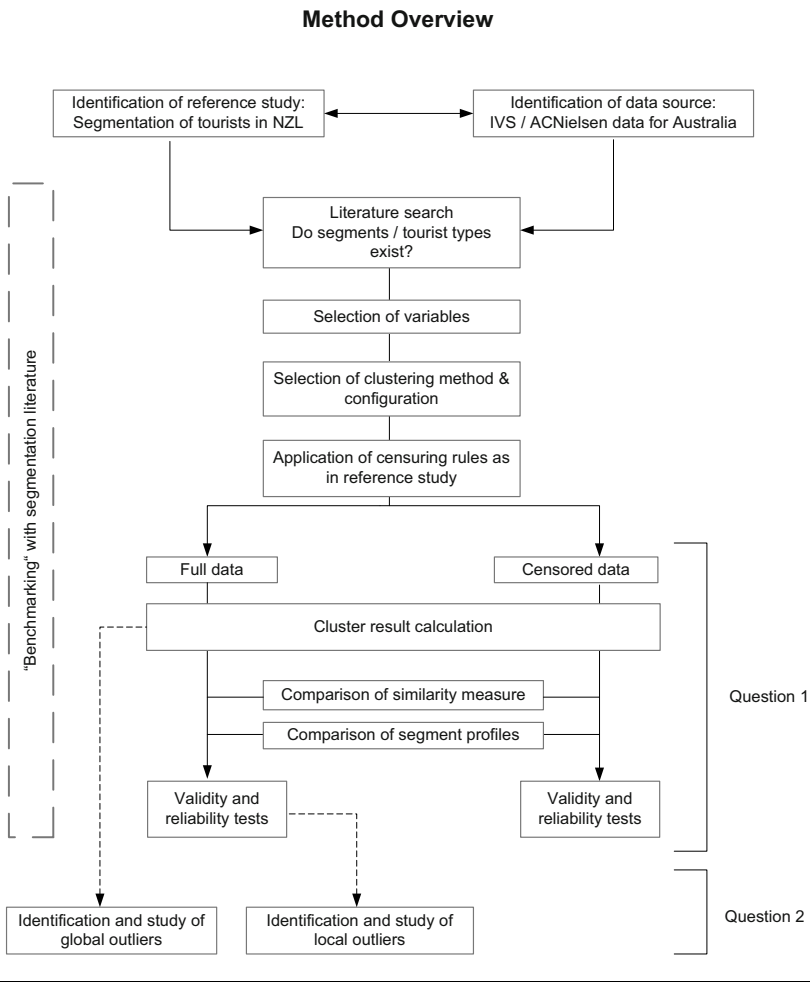 Method Overview
Identification of reference study:
Segmentation of tourists in NZL
Identification of data source:
IVS / ACNielsen data for Australia
Literature search
Do segments / tourist types
exist?
Selection of variables
Selection of clustering method &
configuration
Application of censuring rules as
in reference study
"Benchmarking“ with segmentation literature
Full data
Censored data
Cluster result calculation
Comparison of similarity measure
Comparison of segment profiles
Question 1
Validity and
reliability tests
Validity and
reliability tests
Identification and study of
global outliers
Identification and study of
local outliers
Question 2